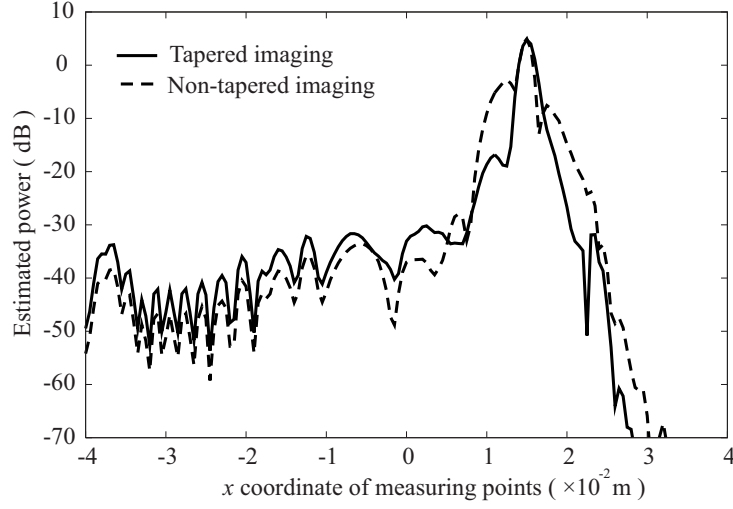 10
0
-10
-20
-30
-40
-50
-60
-70
Estimated power ( dB)
Tapered imaging
Non-tapered imaging
-4 -3 -2 -1 0 1 2 3 4
x coordinate of measuring points ( ×10⁻² m)